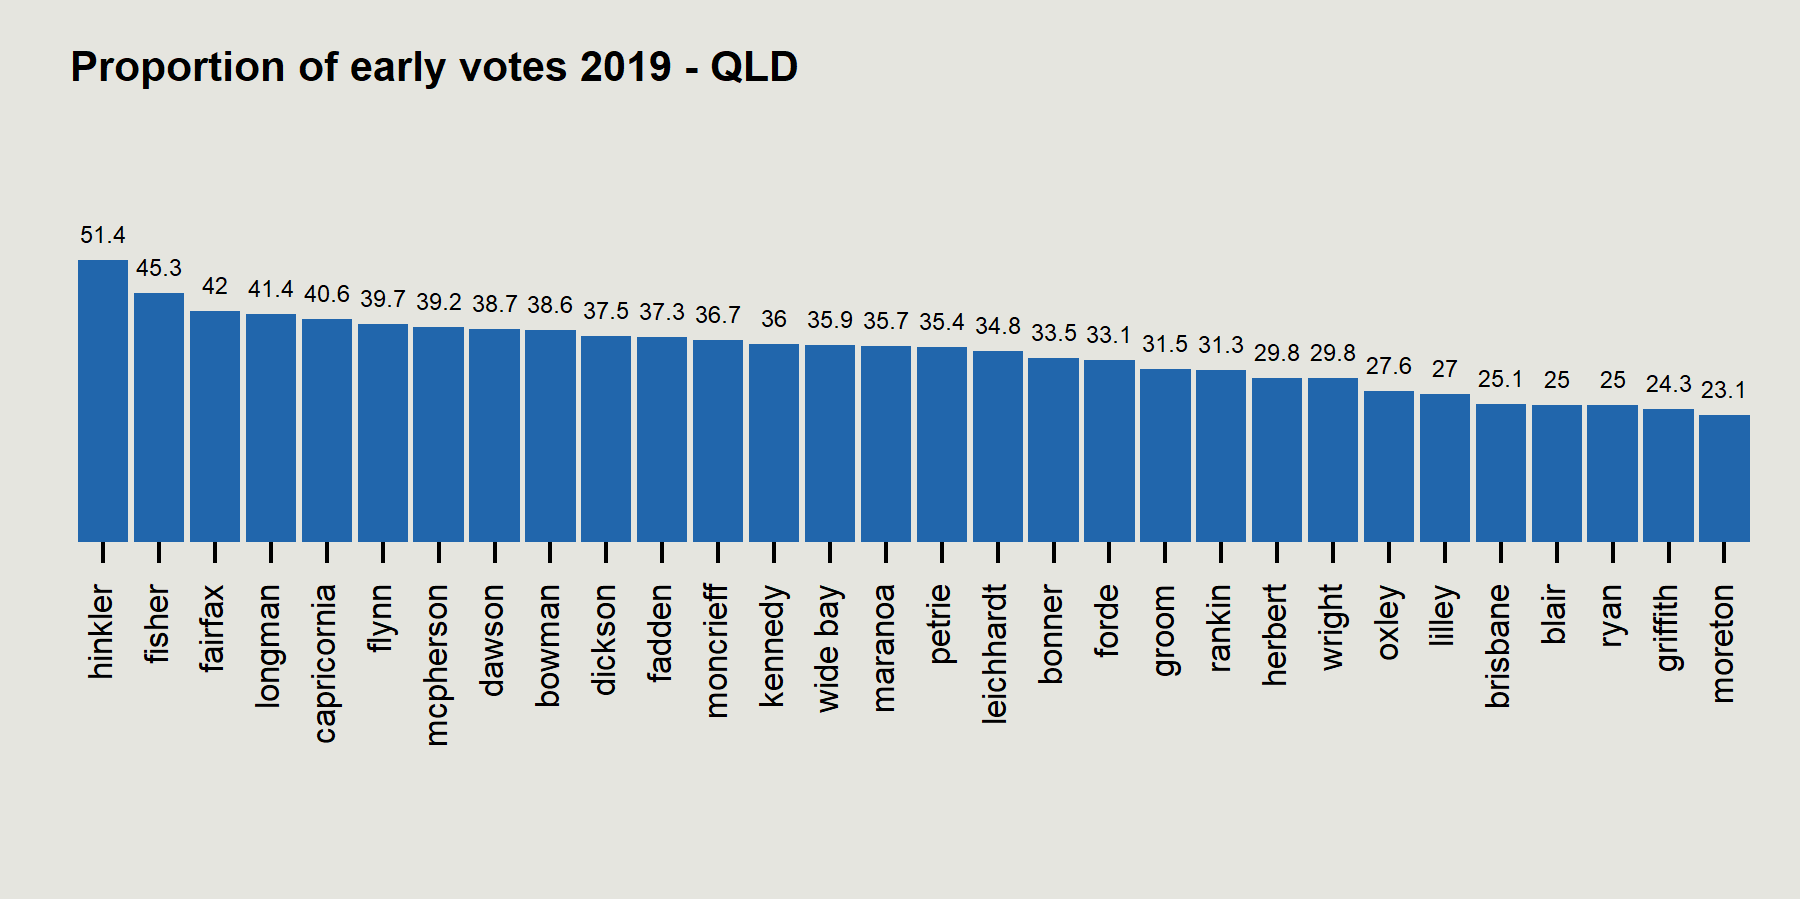 Proportion of early votes 2019 - QLD
51.4
45.3
42
41.4
40.6
39.7
39.2
38.7
38.6
37.5
37.3
36.7
36
35.9
35.7
35.4
34.8
33.5
33.1
31.5
31.3
29.8
29.8
27.6
27
25.1
25
25
24.3
23.1
hinkler
fisher
fairfax
longman
capricornia
flynn
mcpherson
dawson
bowman
dickson
fadden
moncrieff
kennedy
wide bay
maranoa
petrie
leichhardt
bonner
forde
groom
rankin
herbert
wright
oxley
lilley
brisbane
blair
ryan
griffith
moreton